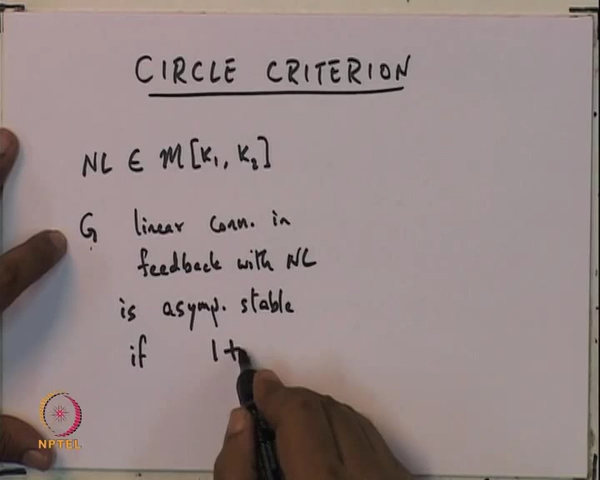 CIRCLE CRITERION
NL ∈ M[K₁, K₂]
G linear conn. in
feedback with NL
is asymp. stable
if 1+
NPTEL